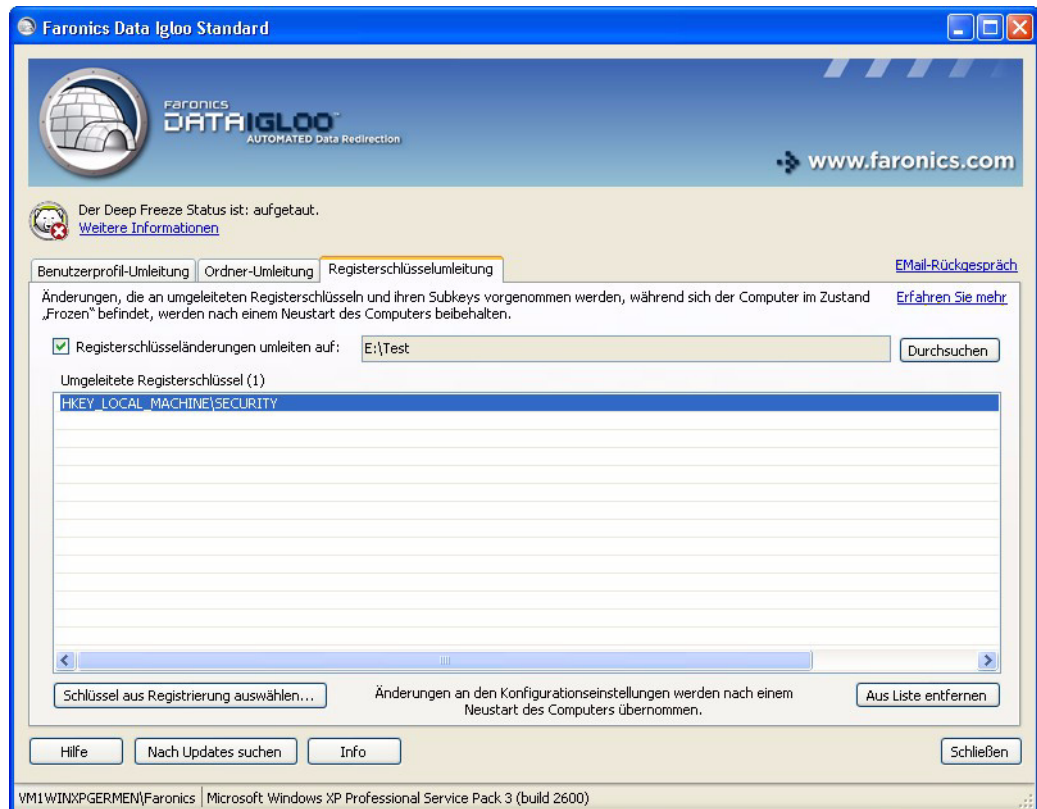 Faronics Data Igloo Standard
FARONICS
DATAIGLOO™
AUTOMATED Data Redirection
www.faronics.com
Der Deep Freeze Status ist: aufgetaut.
Weitere Informationen
Benutzerprofil-Umleitung
Ordner-Umleitung
Registerschlüsselumleitung
EMail-Rückgespräch
Änderungen, die an umgeleiteten Registerschlüsseln und ihren Subkeys vorgenommen werden, während sich der Computer im Zustand
„Frozen“ befindet, werden nach einem Neustart des Computers beibehalten.
Erfahren Sie mehr
Registerschlüsseländerungen umleiten auf:
E:\Test
Durchsuchen
Umgeleitete Registerschlüssel (1)
HKEY_LOCAL_MACHINE\SECURITY
Schlüssel aus Registrierung auswählen...
Änderungen an den Konfigurationseinstellungen werden nach einem
Neustart des Computers übernommen.
Aus Liste entfernen
Hilfe
Nach Updates suchen
Info
Schließen
VM1WINXPGERMEN\Faronics
Microsoft Windows XP Professional Service Pack 3 (build 2600)